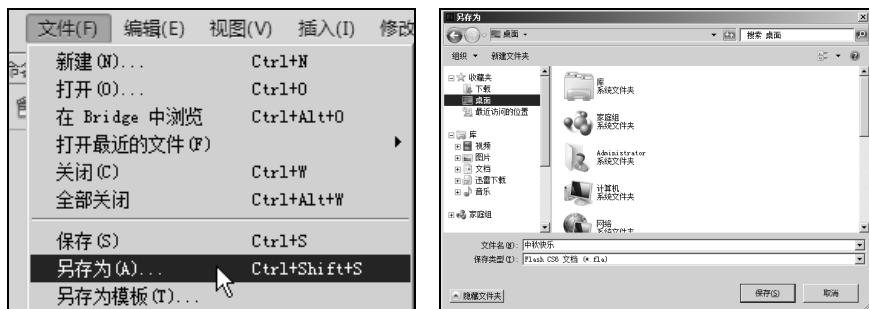 文件(F) 编辑(E) 视图(V) 插入(I) 修改
新建(N)... Ctrl+N
打开(O)... Ctrl+O
在 Bridge 中浏览 Ctrl+Alt+O
打开最近的文件(F)
关闭(C) Ctrl+W
全部关闭 Ctrl+Alt+W
保存(S) Ctrl+S
另存为(A)... Ctrl+Shift+S
另存为模板(T)...
另存为
桌面
搜索 桌面
组织 新建文件夹
收藏夹
下载
桌面
最近访问的位置
库
视频
图片
文档
迅雷下载
音乐
家庭组
库
系统文件夹
家庭组
系统文件夹
Administrator
系统文件夹
计算机
系统文件夹
网络
系统文件夹
文件名(N): 中秋快乐
保存类型(T): Flash CS6 文档 (*.fla)
隐藏文件夹
保存(S) 取消